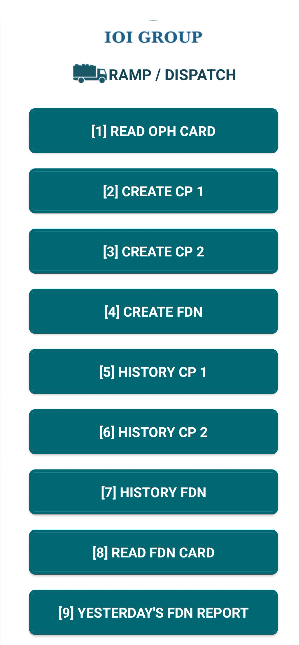 IOI GROUP
RAMP / DISPATCH
[1] READ OPH CARD
[2] CREATE CP 1
[3] CREATE CP 2
[4] CREATE FDN
[5] HISTORY CP 1
[6] HISTORY CP 2
[7] HISTORY FDN
[8] READ FDN CARD
[9] YESTERDAY'S FDN REPORT